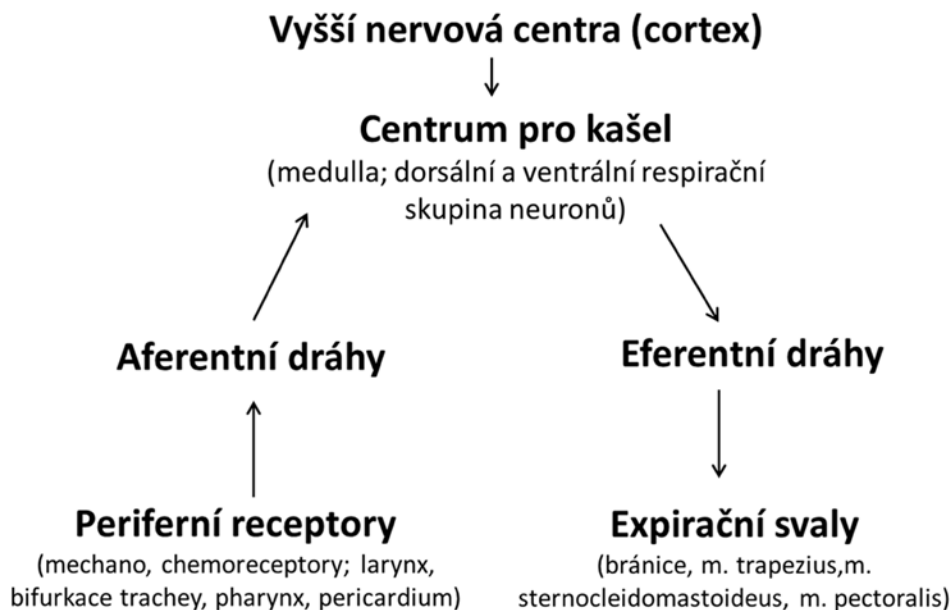 Vyšší nervová centra (cortex)
Centrum pro kašel
(medulla; dorsální a ventrální respirační
skupina neuronů)
Aferentní dráhy
Eferentní dráhy
Periferní receptory
(mechano, chemoreceptory; larynx,
bifurkace trachey, pharynx, pericardium)
Expirační svaly
(bránice, m. trapezius,m.
sternocleidomastoideus, m. pectoralis)